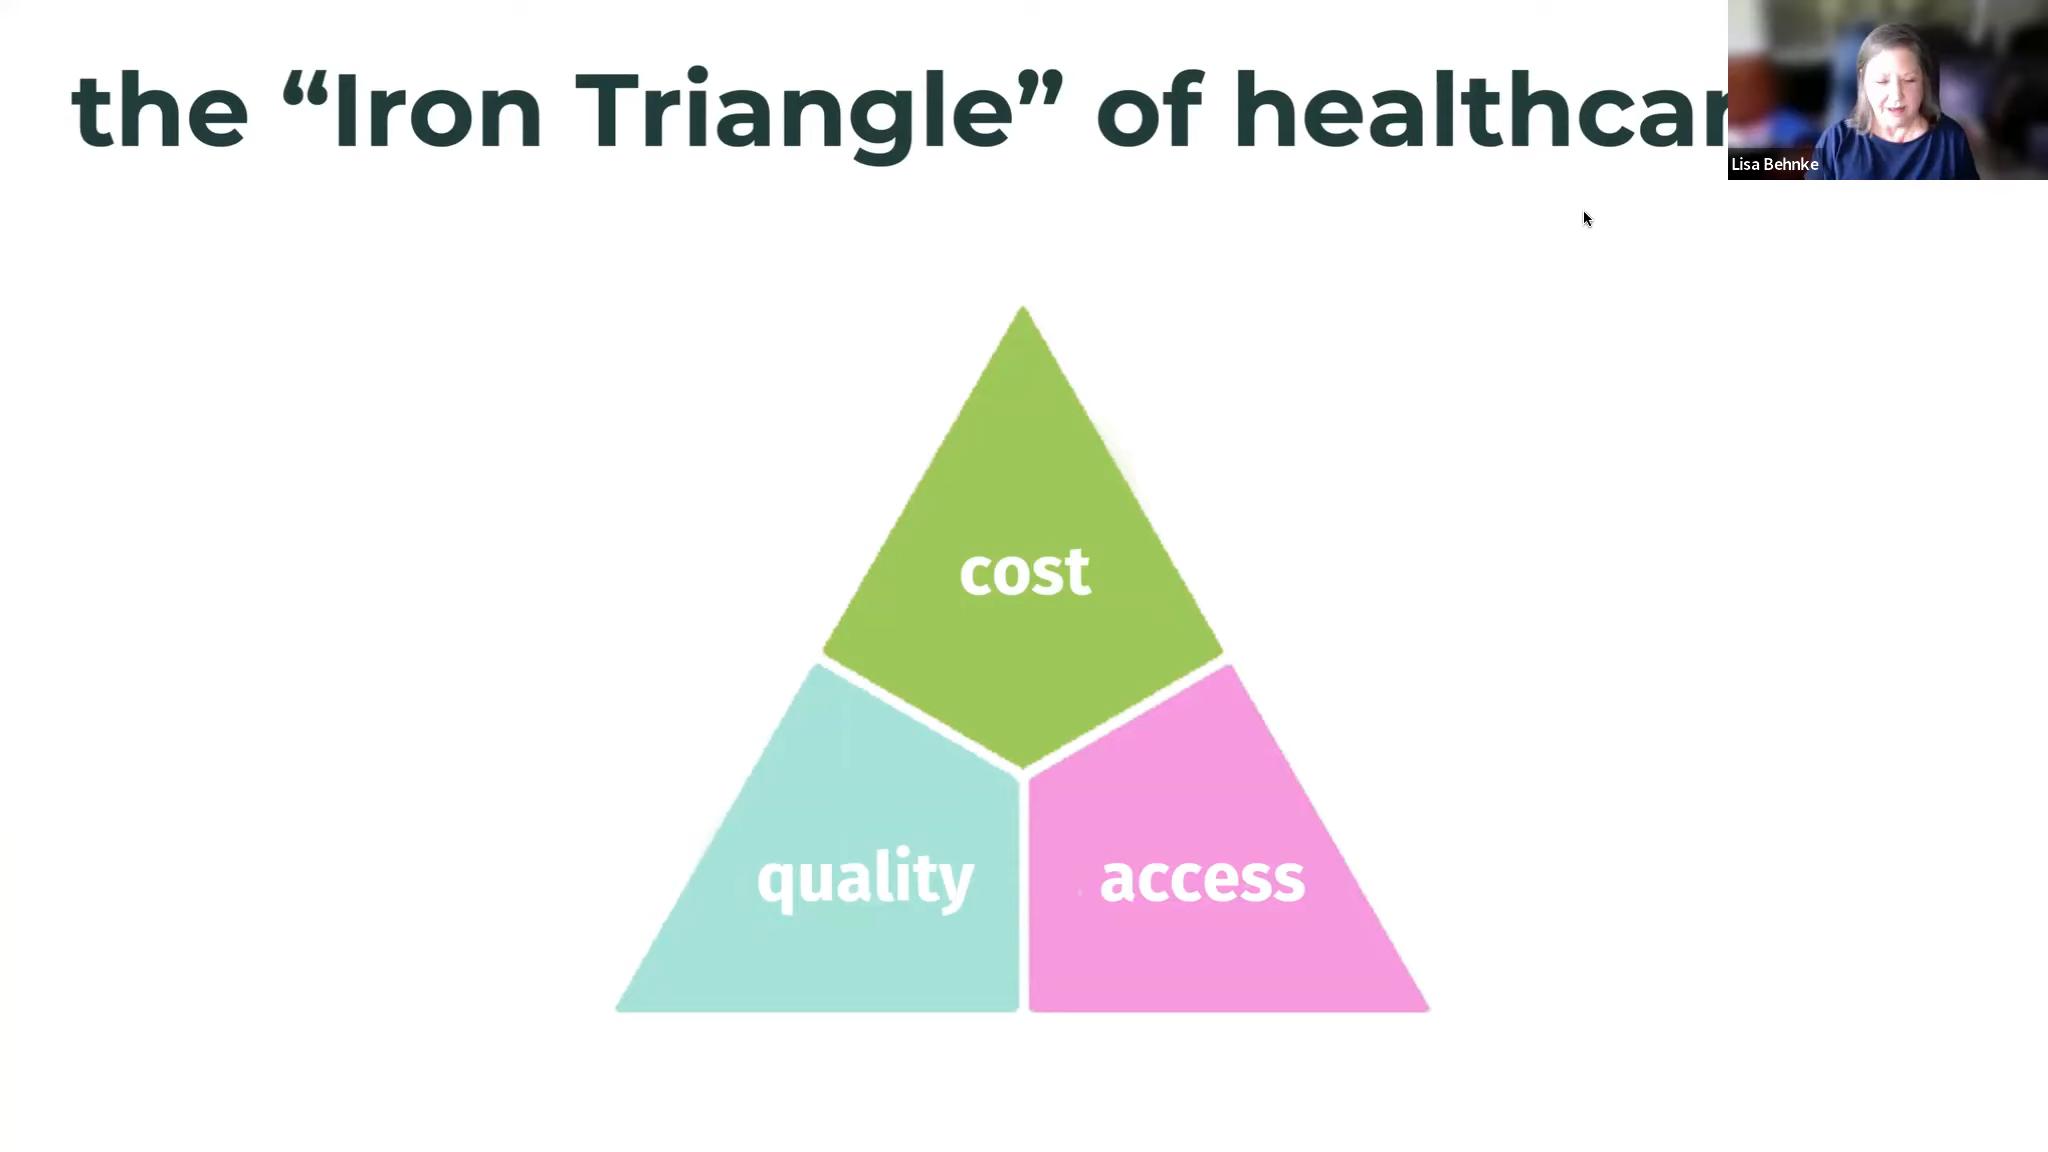 the “Iron Triangle” of healthcar
Lisa Behnke
cost
quality
access